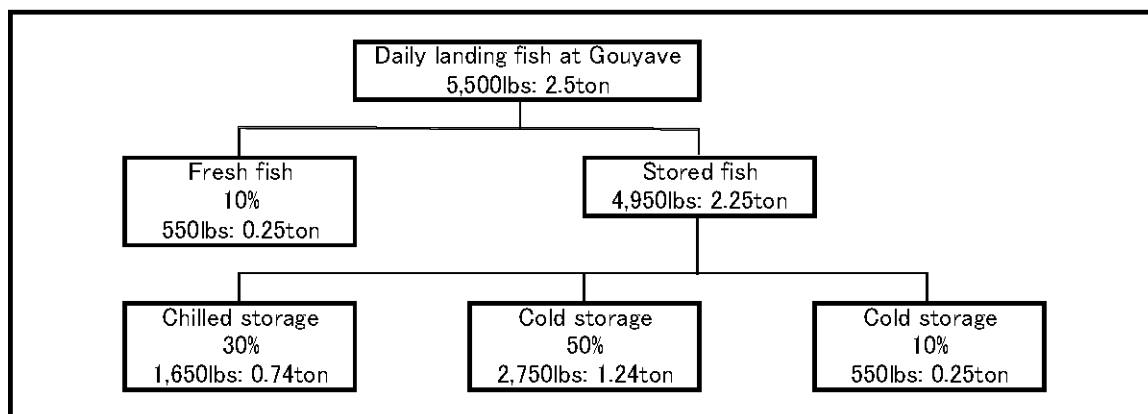 Daily landing fish at Gouyave
5,500lbs: 2.5ton
Fresh fish
10%
550lbs: 0.25ton
Stored fish
4,950lbs: 2.25ton
Chilled storage
30%
1,650lbs: 0.74ton
Cold storage
50%
2,750lbs: 1.24ton
Cold storage
10%
550lbs: 0.25ton